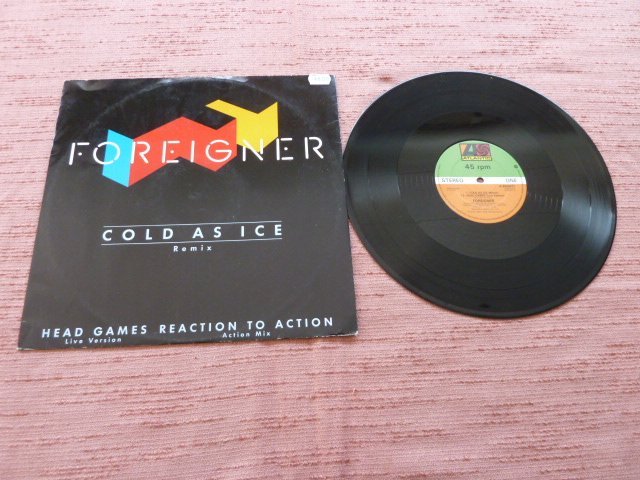 FOREIGNER
COLD AS ICE
Remix
HEAD GAMES REACTION TO ACTION
Live Version Action Mix
ATLANTIC
45 rpm
STEREO ONE
FOREIGNER